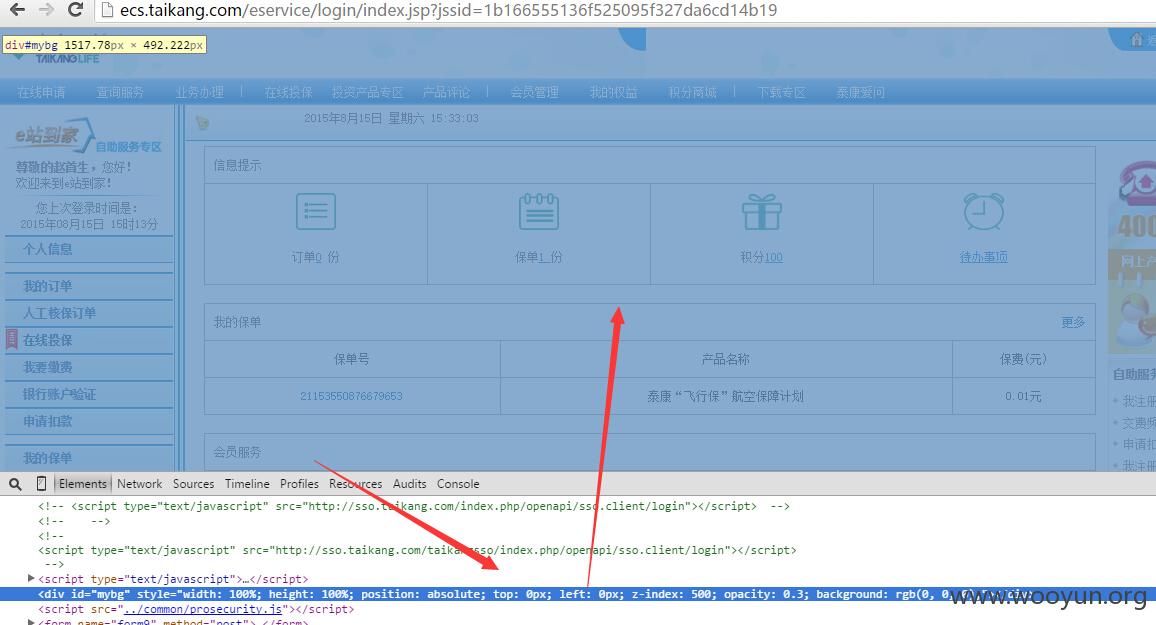 ecs.taikang.com/eservice/login/index.jsp?jssid=1b166555136f525095f327da6cd14b19
div#mybg 1517.78px × 492.222px
TAIKANG LIFE
在线申请 查询服务 业务办理 | 在线投保 投资产品专区 产品评论 | 会员管理 我的权益 积分商城 | 下载专区 泰康爱问
2015年8月15日 星期六 15:33:03
e站到家
自助服务专区
尊敬的赵首生，您好！
欢迎来到e站到家！
您上次登录时间是：
2015年08月15日 15时13分
个人信息
我的订单
人工核保订单
在线投保
我要缴费
银行账户验证
申请扣款
我的保单
信息提示
订单0 份 保单1 份 积分100 待办事项
我的保单 更多
保单号 产品名称 保费(元)
21153550876679653 泰康“飞行保”航空保障计划 0.01元
会员服务
400
网上产
自助服务
我注册
交费频
申请扣
我注册
Elements Network Sources Timeline Profiles Resources Audits Console
<!-- <script type="text/javascript" src="http://sso.taikang.com/index.php/openapi/sso.client/login"></script> -->
<!-- -->
<!--
<script type="text/javascript" src="http://sso.taikang.com/taikangsso/index.php/openapi/sso.client/login"></script>
-->
<script type="text/javascript">…</script>
<div id="mybg" style="width: 100%; height: 100%; position: absolute; top: 0px; left: 0px; z-index: 500; opacity: 0.3; background: rgb(0, 0,
<script src="../common/prosecurity.js"></script>
<form name="form9" method="post">…</form>
www.wooyun.org